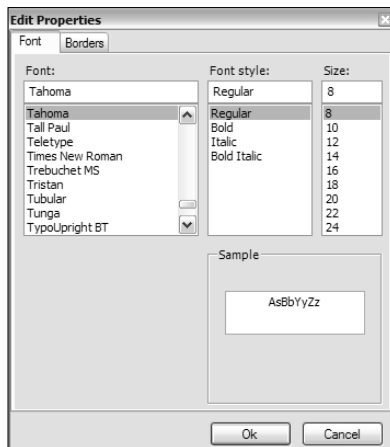 Edit Properties
Font Borders
Font: Font style: Size:
Tahoma Regular 8
Tahoma Regular 8
Tall Paul Bold 10
Teletype Italic 12
Times New Roman Bold Italic 14
Trebuchet MS 16
Tristan 18
Tubular 20
Tunga 22
TypoUpright BT 24
Sample
AsBbYyZz
Ok Cancel